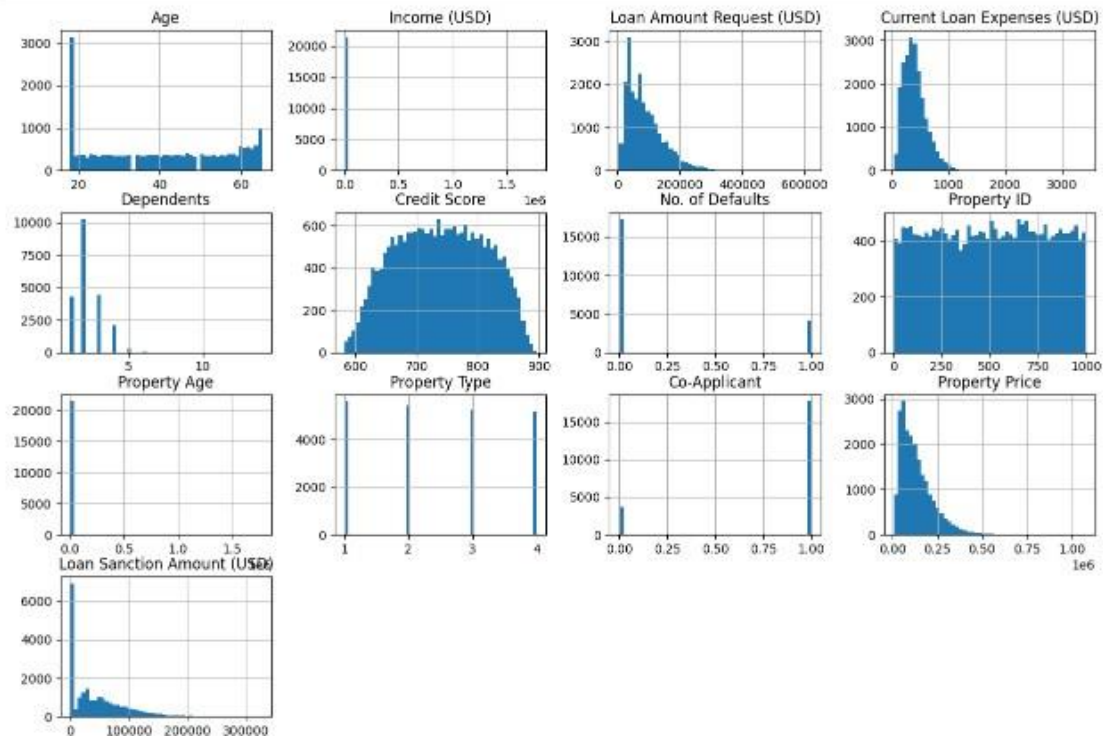 Age
3000
2000
1000
0
20 40 60
Income (USD)
20000
15000
10000
5000
0
0.0 0.5 1.0 1.5
1e6
Loan Amount Request (USD)
3000
2000
1000
0
0 200000 400000 600000
Current Loan Expenses (USD)
3000
2000
1000
0
0 1000 2000 3000
Dependents
10000
7500
5000
2500
0
5 10
Credit Score
600
400
200
0
600 700 800 900
No. of Defaults
15000
10000
5000
0
0.00 0.25 0.50 0.75 1.00
Property ID
400
200
0
0 250 500 750 1000
Property Age
20000
15000
10000
5000
0
0.0 0.5 1.0 1.5
Property Type
4000
2000
0
1 2 3 4
Co-Applicant
15000
10000
5000
0
0.00 0.25 0.50 0.75 1.00
Property Price
3000
2000
1000
0
0.00 0.25 0.50 0.75 1.00
1e6
Loan Sanction Amount (USD)
6000
4000
2000
0
0 100000 200000 300000